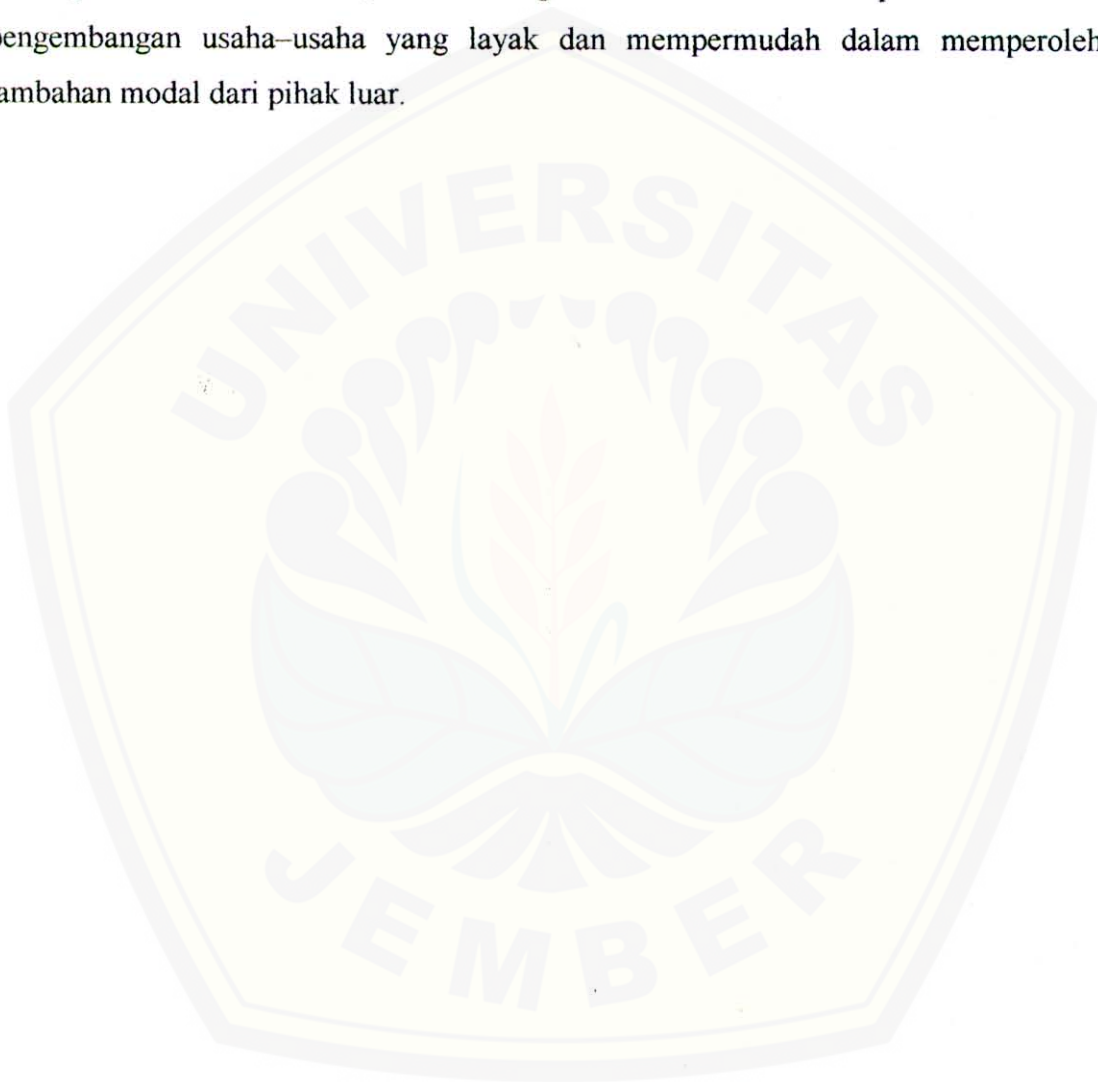 pengembangan usaha–usaha yang layak dan mempermudah dalam memperoleh
tambahan modal dari pihak luar.
UNIVERSITAS
JEMBER